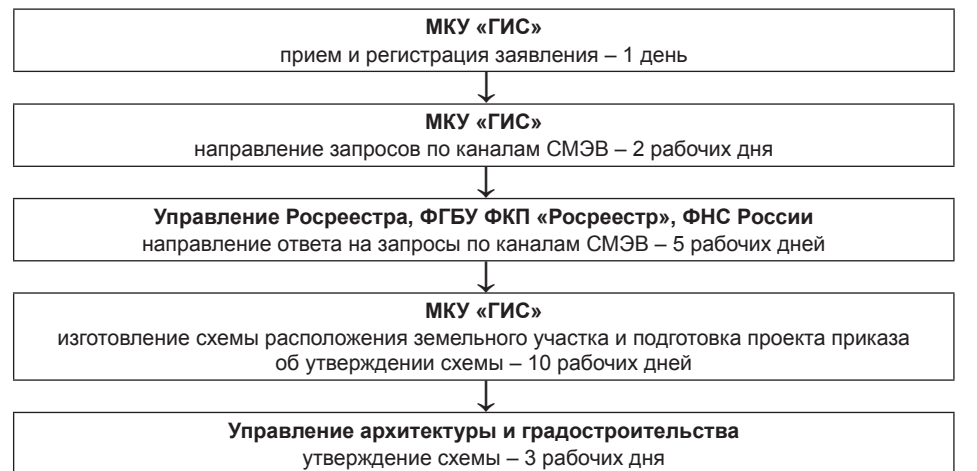 МКУ «ГИС»
прием и регистрация заявления – 1 день
МКУ «ГИС»
направление запросов по каналам СМЭВ – 2 рабочих дня
Управление Росреестра, ФГБУ ФКП «Росреестр», ФНС России
направление ответа на запросы по каналам СМЭВ – 5 рабочих дней
МКУ «ГИС»
изготовление схемы расположения земельного участка и подготовка проекта приказа
об утверждении схемы – 10 рабочих дней
Управление архитектуры и градостроительства
утверждение схемы – 3 рабочих дня